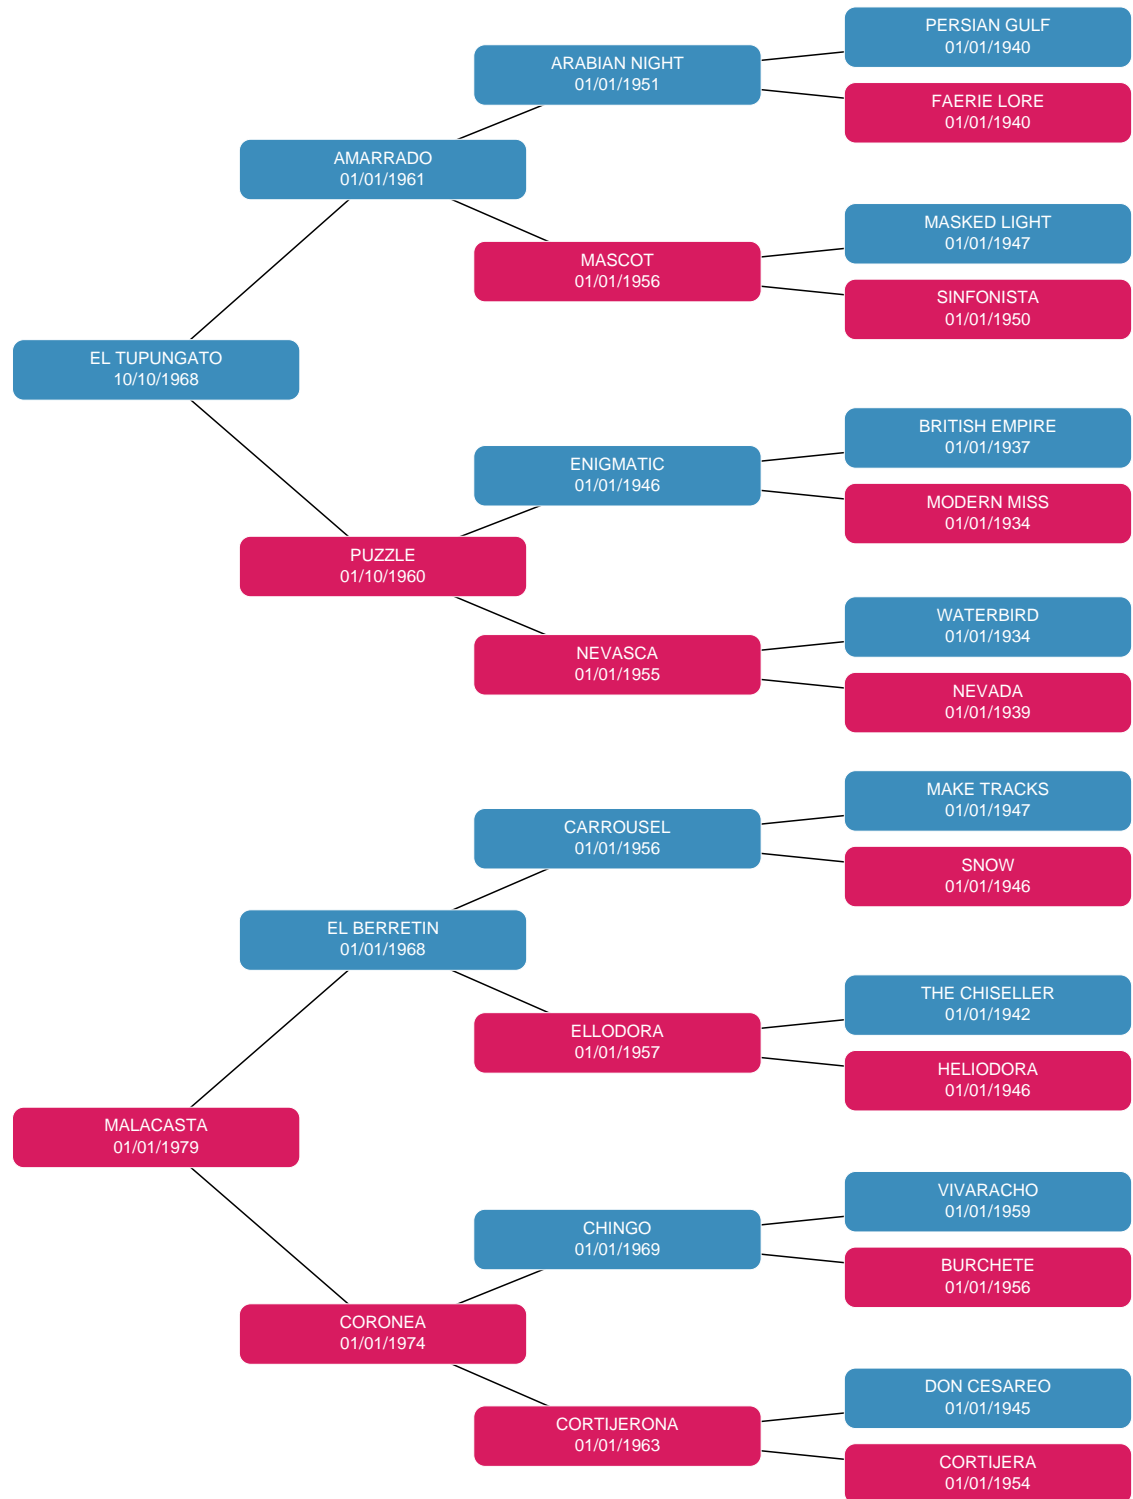 PERSIAN GULF
01/01/1940
ARABIAN NIGHT
01/01/1951
FAERIE LORE
01/01/1940
AMARRADO
01/01/1961
MASKED LIGHT
01/01/1947
MASCOT
01/01/1956
SINFONISTA
01/01/1950
EL TUPUNGATO
10/10/1968
BRITISH EMPIRE
01/01/1937
ENIGMATIC
01/01/1946
MODERN MISS
01/01/1934
PUZZLE
01/10/1960
WATERBIRD
01/01/1934
NEVASCA
01/01/1955
NEVADA
01/01/1939
MAKE TRACKS
01/01/1947
CARROUSEL
01/01/1956
SNOW
01/01/1946
EL BERRETIN
01/01/1968
THE CHISELLER
01/01/1942
ELLODORA
01/01/1957
HELIODORA
01/01/1946
MALACASTA
01/01/1979
VIVARACHO
01/01/1959
CHINGO
01/01/1969
BURCHETE
01/01/1956
CORONEA
01/01/1974
DON CESAREO
01/01/1945
CORTIJERONA
01/01/1963
CORTIJERA
01/01/1954